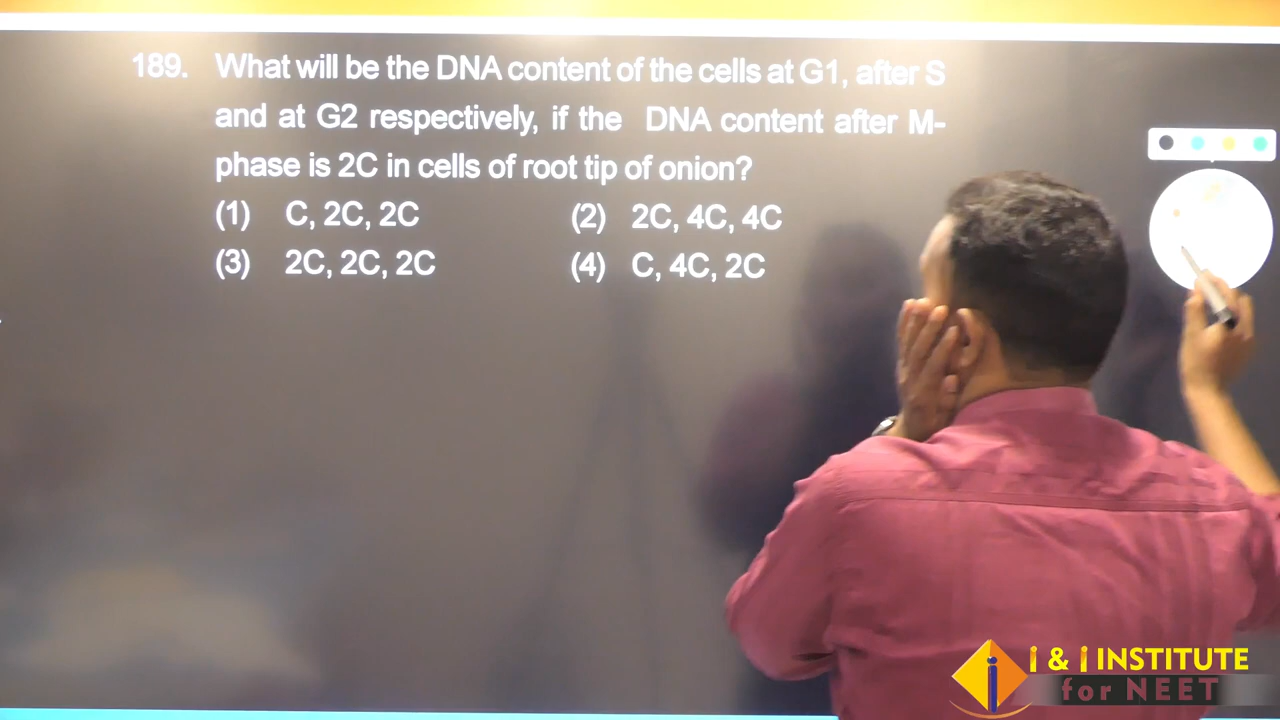 189. What will be the DNA content of the cells at G1, after S
and at G2 respectively, if the DNA content after M-
phase is 2C in cells of root tip of onion?
(1) C, 2C, 2C (2) 2C, 4C, 4C
(3) 2C, 2C, 2C (4) C, 4C, 2C
i & i INSTITUTE
for NEET